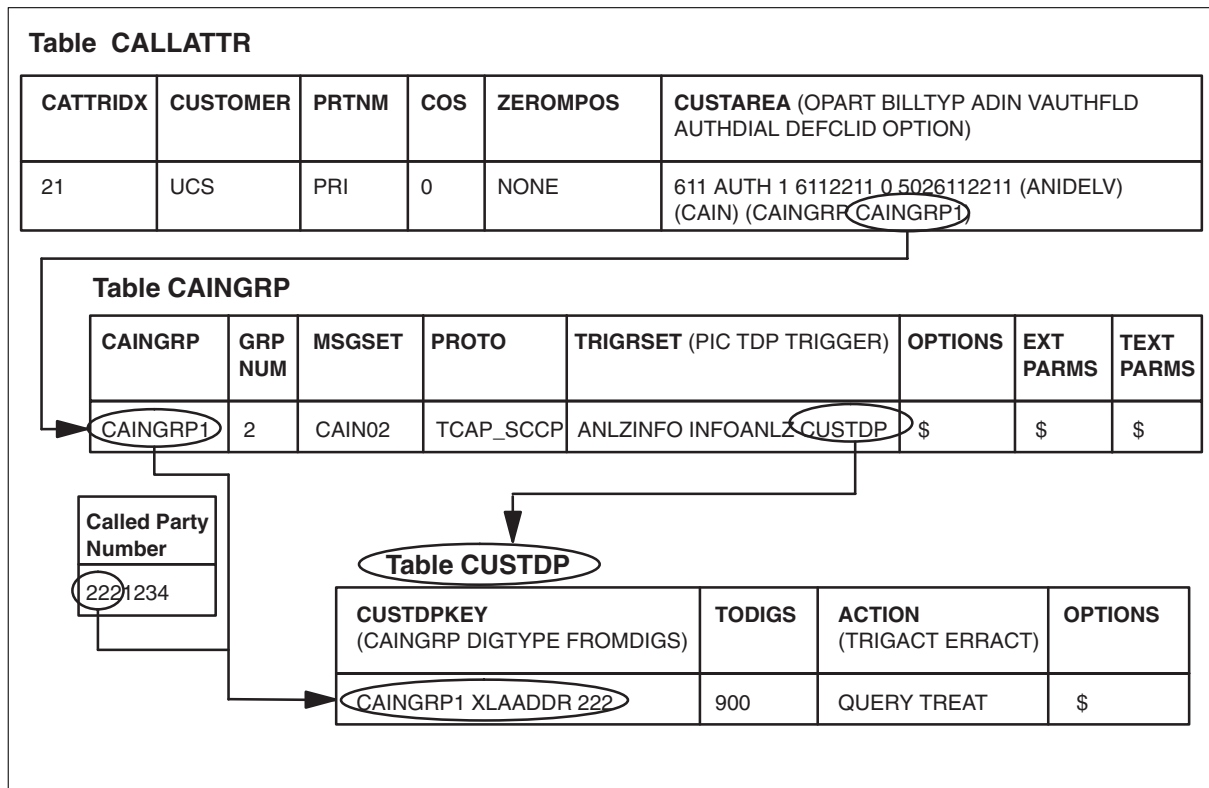 Table CALLATTR
CATTRIDX CUSTOMER PRTNM COS ZEROMPOS CUSTAREA (OPART BILLTYP ADIN VAUTHFLD
AUTHDIAL DEFCLID OPTION)
21 UCS PRI 0 NONE 611 AUTH 1 6112211 0 5026112211 (ANIDELV)
(CAIN) (CAINGRP CAINGRP1)
Table CAINGRP
CAINGRP GRP MSGSET PROTO TRIGRSET (PIC TDP TRIGGER) OPTIONS EXT TEXT
NUM PARMS PARMS
CAINGRP1 2 CAIN02 TCAP_SCCP ANLZINFO INFOANLZ CUSTDP $ $ $
Called Party
Number
2221234
Table CUSTDP
CUSTDPKEY TODIGS ACTION OPTIONS
(CAINGRP DIGTYPE FROMDIGS) (TRIGACT ERRACT)
CAINGRP1 XLAADDR 222 900 QUERY TREAT $